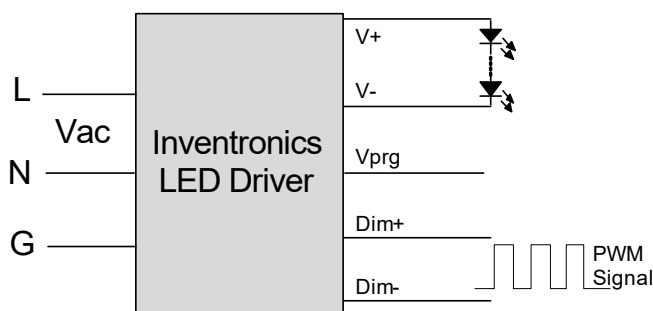 L
Vac
N
G
Inventronics
LED Driver
V+
V-
Vprg
Dim+
Dim-
PWM
Signal